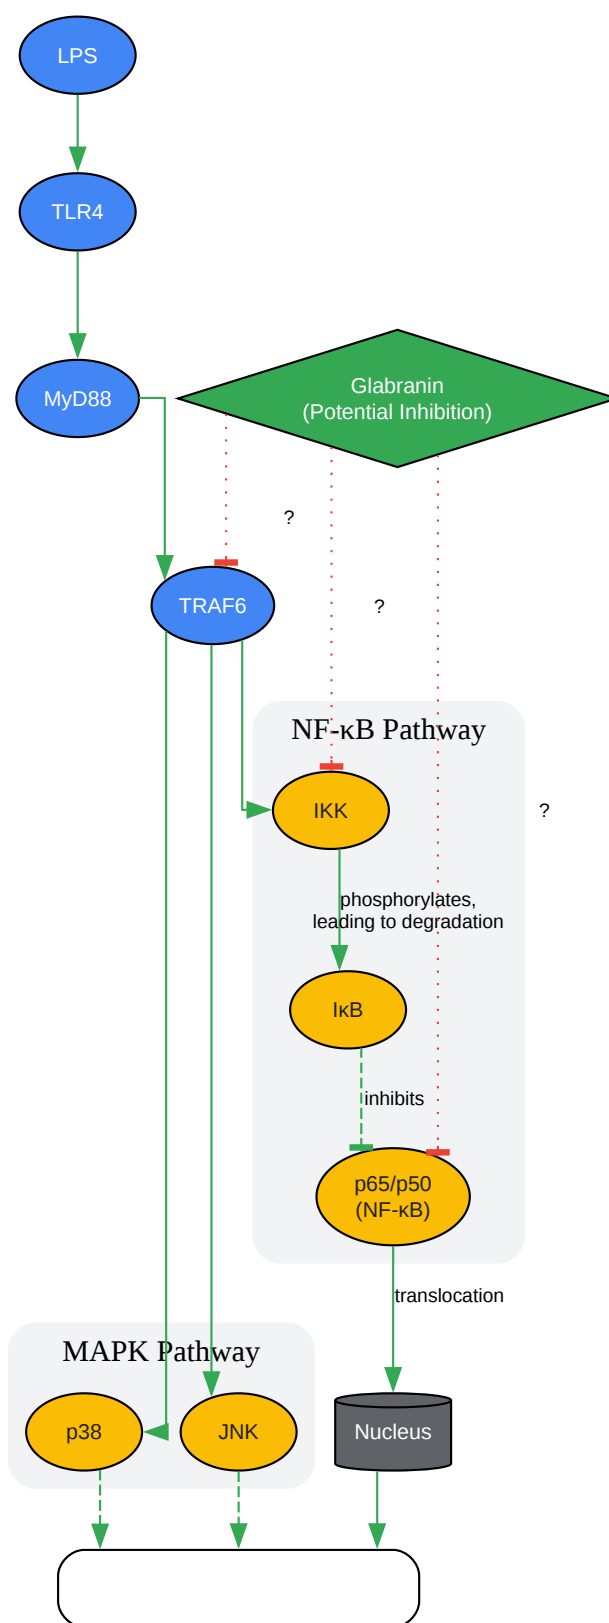 LPS
TLR4
MyD88
Glabranin
(Potential Inhibition)
?
TRAF6
?
NF-κB Pathway
IKK
?
phosphorylates,
leading to degradation
IκB
inhibits
p65/p50
(NF-κB)
translocation
MAPK Pathway
p38
JNK
Nucleus